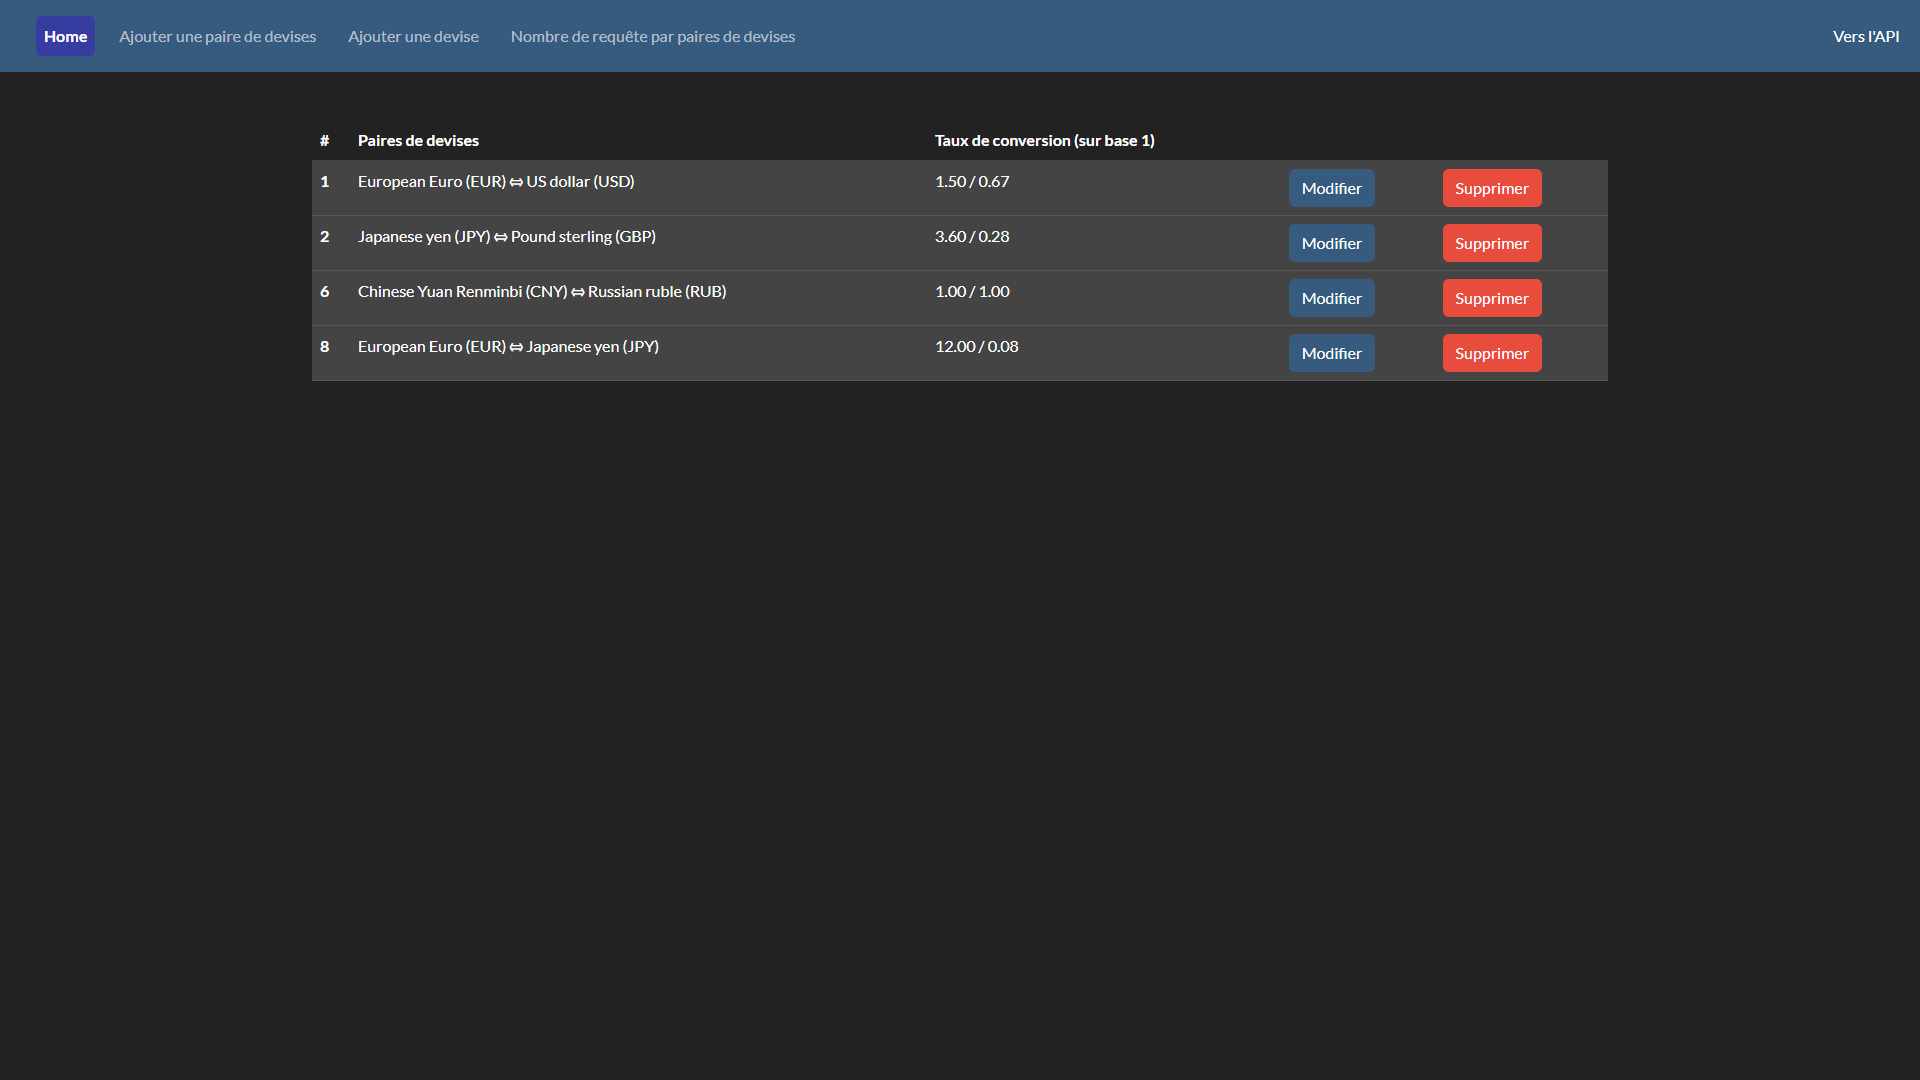 Home Ajouter une paire de devises Ajouter une devise Nombre de requête par paires de devises Vers l'API
# Paires de devises Taux de conversion (sur base 1)
1 European Euro (EUR) ⇔ US dollar (USD) 1.50 / 0.67 Modifier Supprimer
2 Japanese yen (JPY) ⇔ Pound sterling (GBP) 3.60 / 0.28 Modifier Supprimer
6 Chinese Yuan Renminbi (CNY) ⇔ Russian ruble (RUB) 1.00 / 1.00 Modifier Supprimer
8 European Euro (EUR) ⇔ Japanese yen (JPY) 12.00 / 0.08 Modifier Supprimer